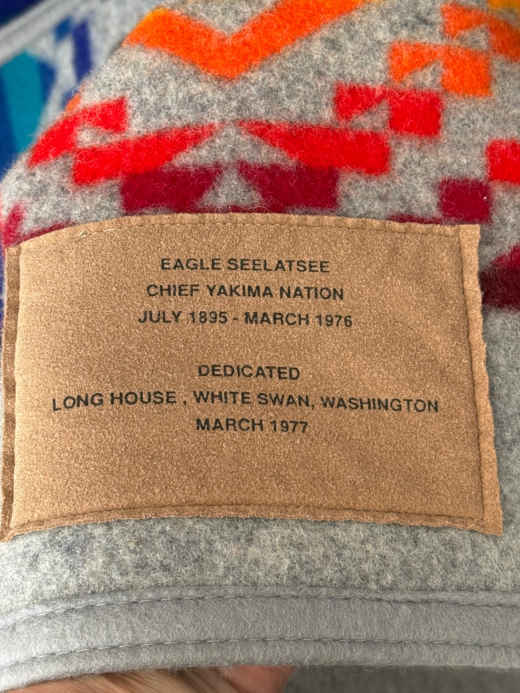 EAGLE SEELATSEE
CHIEF YAKIMA NATION
JULY 1895 - MARCH 1976
DEDICATED
LONG HOUSE , WHITE SWAN, WASHINGTON
MARCH 1977